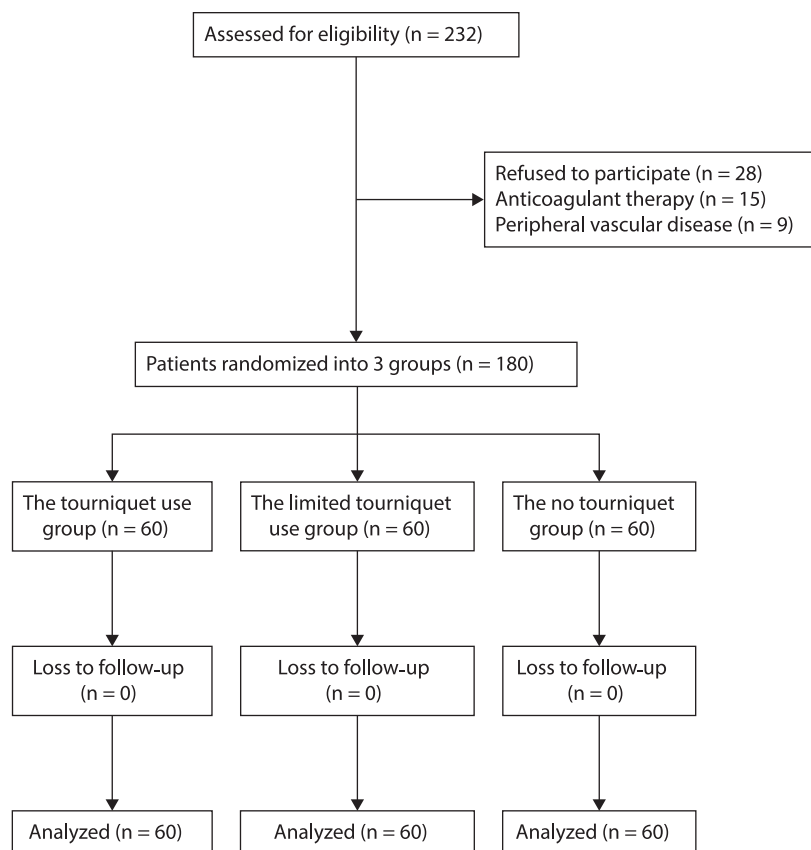 Assessed for eligibility (n = 232)
Refused to participate (n = 28)
Anticoagulant therapy (n = 15)
Peripheral vascular disease (n = 9)
Patients randomized into 3 groups (n = 180)
The tourniquet use
group (n = 60)
The limited tourniquet
use group (n = 60)
The no tourniquet
group (n = 60)
Loss to follow-up
(n = 0)
Loss to follow-up
(n = 0)
Loss to follow-up
(n = 0)
Analyzed (n = 60)
Analyzed (n = 60)
Analyzed (n = 60)